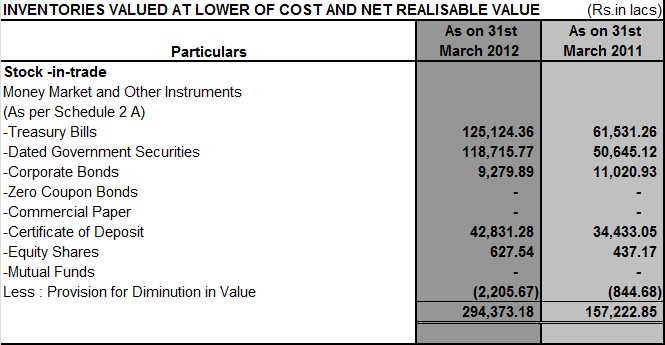 INVENTORIES VALUED AT LOWER OF COST AND NET REALISABLE VALUE (Rs.in lacs)
Particulars As on 31st March 2012 As on 31st March 2011
Stock -in-trade
Money Market and Other Instruments
(As per Schedule 2 A)
-Treasury Bills 125,124.36 61,531.26
-Dated Government Securities 118,715.77 50,645.12
-Corporate Bonds 9,279.89 11,020.93
-Zero Coupon Bonds - -
-Commercial Paper - -
-Certificate of Deposit 42,831.28 34,433.05
-Equity Shares 627.54 437.17
-Mutual Funds - -
Less : Provision for Diminution in Value (2,205.67) (844.68)
294,373.18 157,222.85